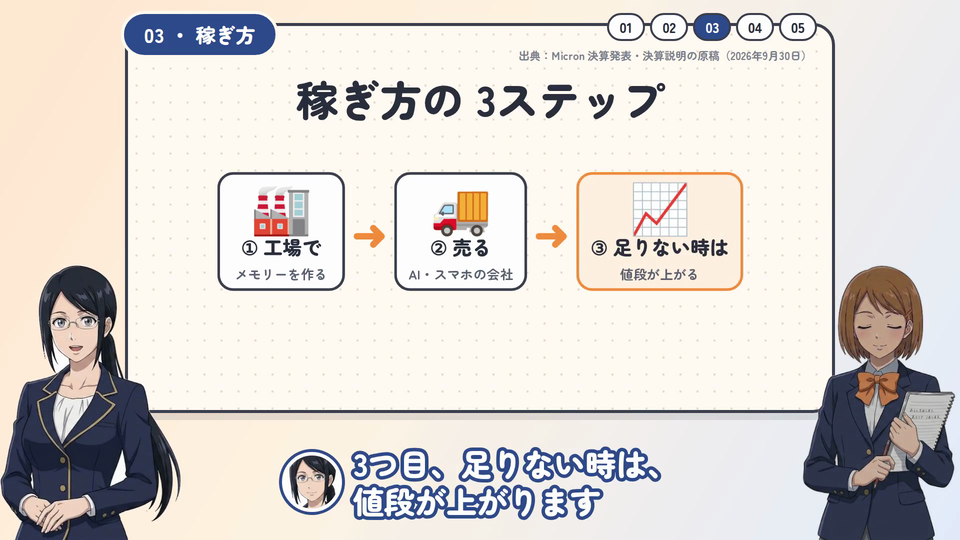 03 ・ 稼ぎ方
01 02 03 04 05
出典：Micron 決算発表・決算説明の原稿（2026年9月30日）
稼ぎ方の 3ステップ
① 工場で
メモリーを作る
② 売る
AI・スマホの会社
③ 足りない時は
値段が上がる
3つ目、足りない時は、
値段が上がります